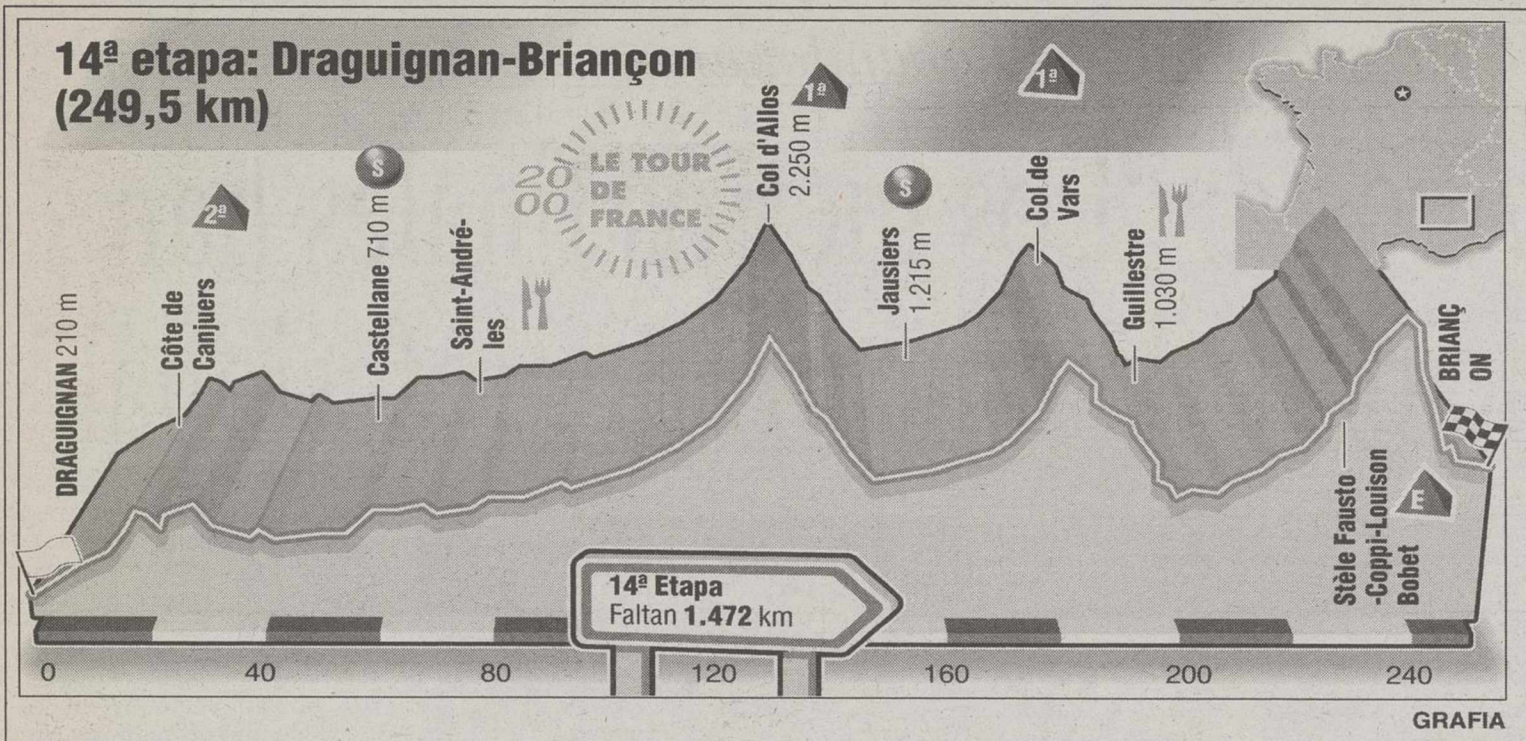 14ª etapa: Draguignan-Briançon
(249,5 km)
DRAGUIGNAN 210 m
2ª
Côte de
Canjuers
S
Castellane 710 m
Saint-André-
les
20
00
LE TOUR
DE
FRANCE
Col d'Allos
2.250 m
1ª
S
Jausiers
1.215 m
1ª
Col de
Vars
Guillestre
1.030 m
Stèle Fausto
-Coppi-Louison
Bobet
E
BRIANÇ
ON
14ª Etapa
Faltan 1.472 km
0 40 80 120 160 200 240
GRAFIA